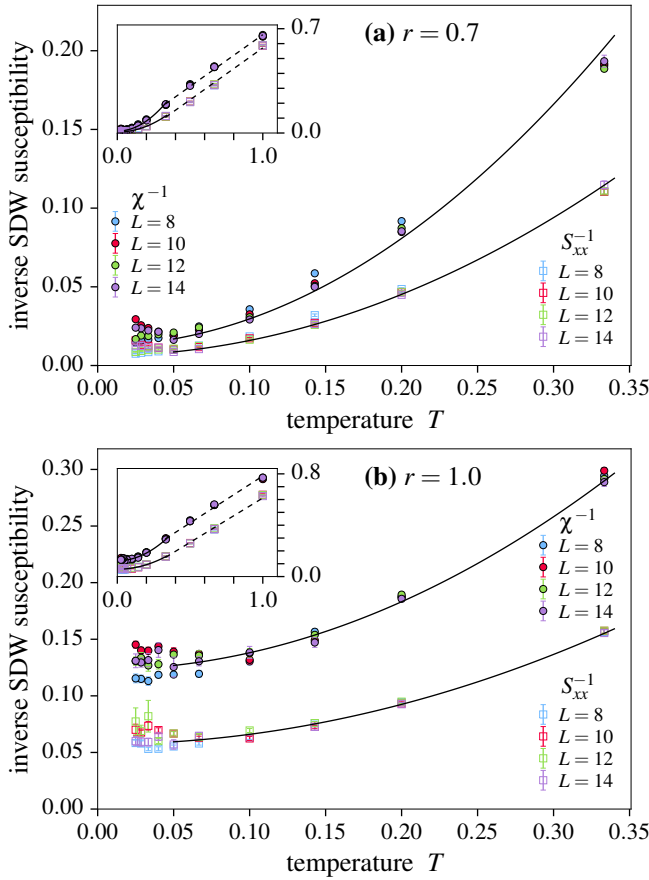 (a) r = 0.7
inverse SDW susceptibility
0.20
0.15
0.10
0.05
0.00
0.7
0.0
0.0
1.0
χ⁻¹
L = 8
L = 10
L = 12
L = 14
S_xx⁻¹
L = 8
L = 10
L = 12
L = 14
0.00 0.05 0.10 0.15 0.20 0.25 0.30 0.35
temperature T
(b) r = 1.0
inverse SDW susceptibility
0.30
0.25
0.20
0.15
0.10
0.05
0.00
0.8
0.0
0.0
1.0
χ⁻¹
L = 8
L = 10
L = 12
L = 14
S_xx⁻¹
L = 8
L = 10
L = 12
L = 14
0.00 0.05 0.10 0.15 0.20 0.25 0.30 0.35
temperature T